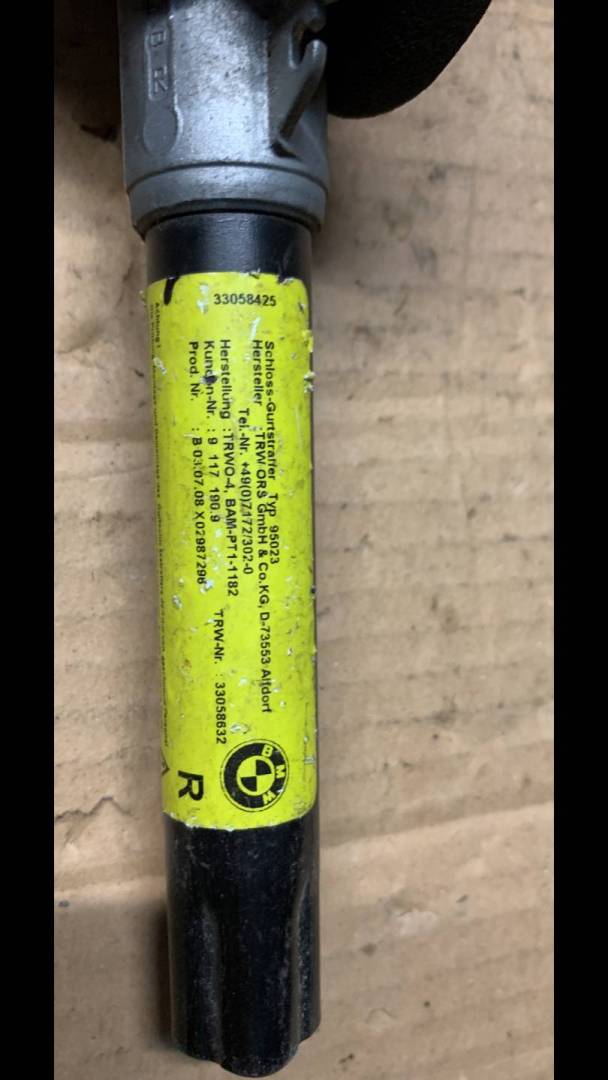 33058425
Schloss-Gurtstraffer Typ 95023
Hersteller :TRW ORS GmbH & Co.KG, D-73553 Alfdorf
Tel.-Nr. +49(0)7172/302-0
Herstellung :TRWO-4, BAM-PT1-1182
Kunden-Nr. : 9 117 190.9 TRW-Nr. : 33058632
Prod. Nr. : B 03.07.08 X 02987296
Achtung!
BMW
R